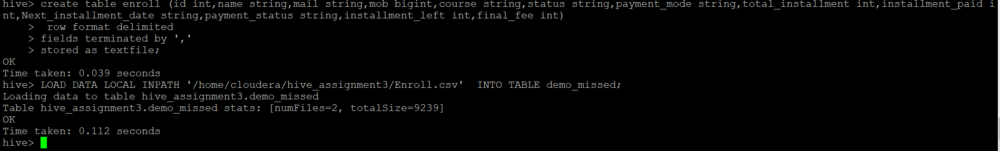 hive> create table enroll (id int,name string,mail string,mob bigint,course string,status string,payment_mode string,total_installment int,installment_paid i
nt,Next_installment_date string,payment_status string,installment_left int,final_fee int)
    >  row format delimited
    > fields terminated by ','
    > stored as textfile;
OK
Time taken: 0.039 seconds
hive> LOAD DATA LOCAL INPATH '/home/cloudera/hive_assignment3/Enroll.csv'  INTO TABLE demo_missed;
Loading data to table hive_assignment3.demo_missed
Table hive_assignment3.demo_missed stats: [numFiles=2, totalSize=9239]
OK
Time taken: 0.112 seconds
hive>